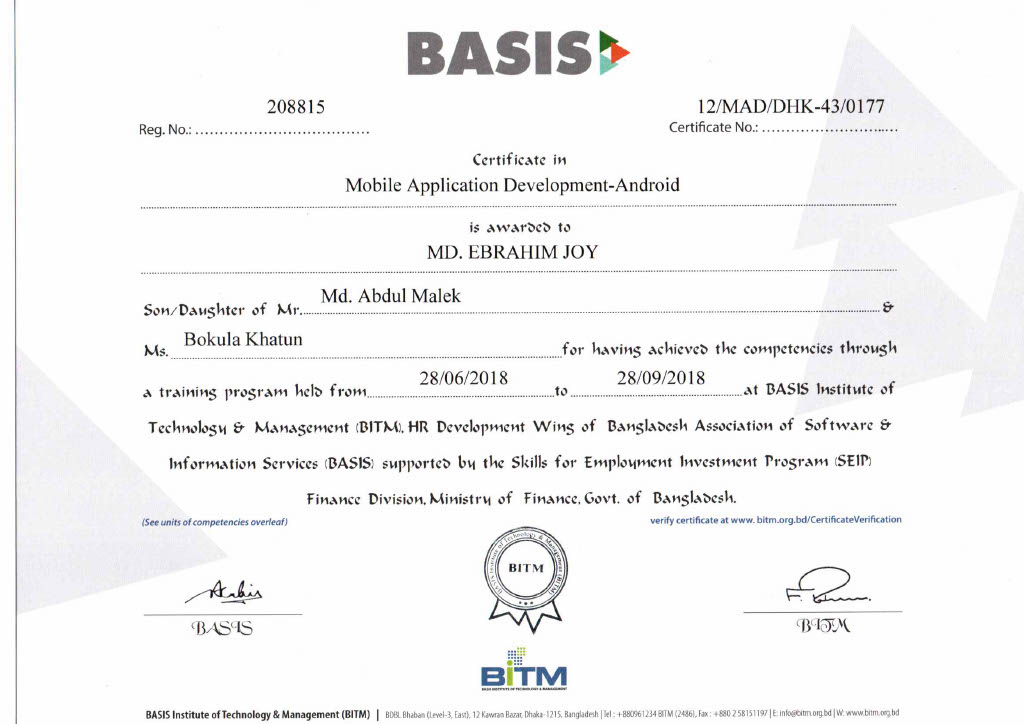 BASIS
208815
12/MAD/DHK-43/0177
Reg. No.: ....................................
Certificate No.: ............................
Certificate in
Mobile Application Development-Android
is awarded to
MD. EBRAHIM JOY
Son/Daughter of Mr. Md. Abdul Malek &
Ms. Bokula Khatun for having achieved the competencies through
a training program held from 28/06/2018 to 28/09/2018 at BASIS Institute of
Technology & Management (BITM), HR Development Wing of Bangladesh Association of Software &
Information Services (BASIS) supported by the Skills for Employment Investment Program (SEIP)
Finance Division, Ministry of Finance, Govt. of Bangladesh.
(See units of competencies overleaf)
verify certificate at www. bitm.org.bd/CertificateVerification
BASIS Institute of Technology & Management (BITM)
BITM
BASIS
BITM
BITM
BASIS INSTITUTE OF TECHNOLOGY & MANAGEMENT
BASIS Institute of Technology & Management (BITM) | BDBL Bhaban (Level-3, East), 12 Kawran Bazar, Dhaka-1215, Bangladesh | Tel : +880961234 BITM (2486), Fax : +880 2 58151197 | E: info@bitm.org.bd | W: www.bitm.org.bd